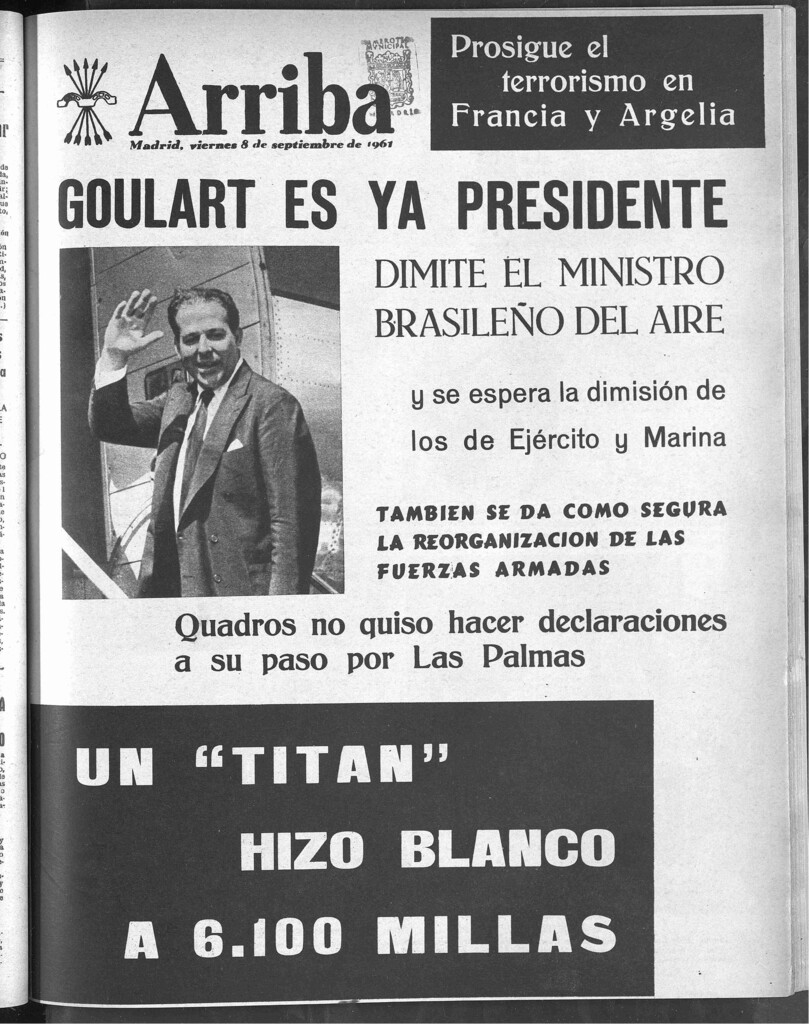 Arriba
Madrid, viernes 8 de septiembre de 1961
Prosigue el
terrorismo en
Francia y Argelia
GOULART ES YA PRESIDENTE
DIMITE EL MINISTRO
BRASILEÑO DEL AIRE
y se espera la dimisión de
los de Ejército y Marina
TAMBIEN SE DA COMO SEGURA
LA REORGANIZACION DE LAS
FUERZAS ARMADAS
Quadros no quiso hacer declaraciones
a su paso por Las Palmas
UN “TITAN”
HIZO BLANCO
A 6.100 MILLAS